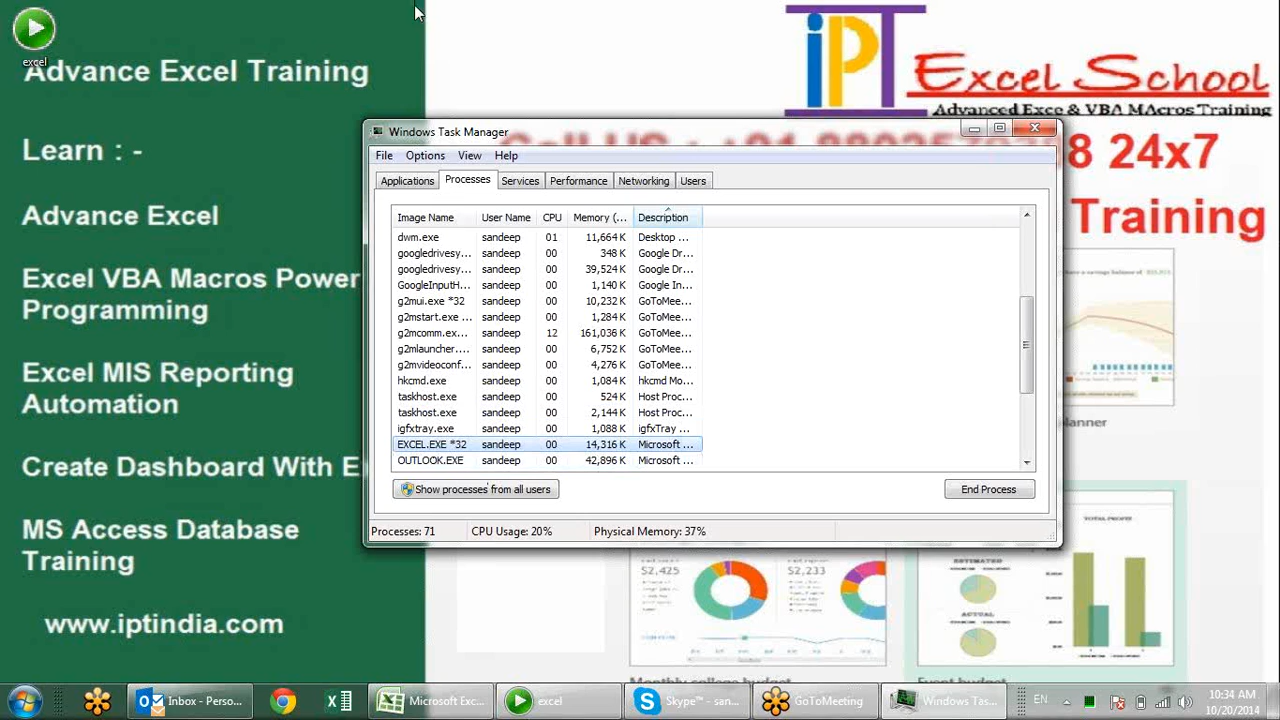 excel
Advance Excel Training
Learn : -
Advance Excel
Excel VBA Macros Power
Programming
Excel MIS Reporting
Automation
Create Dashboard With E
MS Access Database
Training
www.iptindia.com
iPT
Excel School
Advanced Exce & VBA MAcros Training
8 24x7
Training
Windows Task Manager
File Options View Help
Applications Processes Services Performance Networking Users
Image Name User Name CPU Memory (... Description
dwm.exe sandeep 01 11,664 K Desktop ...
googledrivesy... sandeep 00 348 K Google Dr...
googledrivesy... sandeep 00 39,524 K Google Dr...
sandeep 00 1,140 K Google I...
g2mui.exe *32 sandeep 00 10,232 K GoToMee...
g2mstart.exe ... sandeep 00 1,284 K GoToMee...
g2mcomm.ex... sandeep 12 161,036 K GoToMee...
g2mlauncher.... sandeep 00 6,752 K GoToMee...
g2mvideoconf... sandeep 00 4,276 K GoToMee...
hkcmd.exe sandeep 00 1,084 K hkcmd Mo...
sandeep 00 524 K Host Proc...
sandeep 00 2,144 K Host Proc...
igfxtray.exe sandeep 00 1,088 K igfxTray ...
EXCEL.EXE *32 sandeep 00 14,316 K Microsoft ...
OUTLOOK.EXE sandeep 00 42,896 K Microsoft ...
Show processes from all users
End Process
Processes: 71 CPU Usage: 20% Physical Memory: 37%
lanner
TOTAL PROFIT
ESTIMATED
ACTUAL
$2,425
$2,233
Monthly college budget
Event budget
Inbox - Perso...
Microsoft Exc...
excel
Skype™ - san...
GoToMeeting
Windows Tas...
EN
10:34 AM
10/20/2014